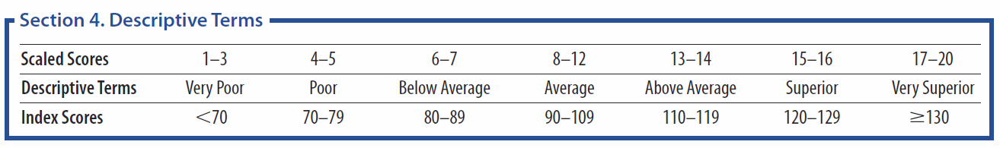 Section 4. Descriptive Terms
Scaled Scores 1–3 4–5 6–7 8–12 13–14 15–16 17–20
Descriptive Terms Very Poor Poor Below Average Average Above Average Superior Very Superior
Index Scores <70 70–79 80–89 90–109 110–119 120–129 ≥130